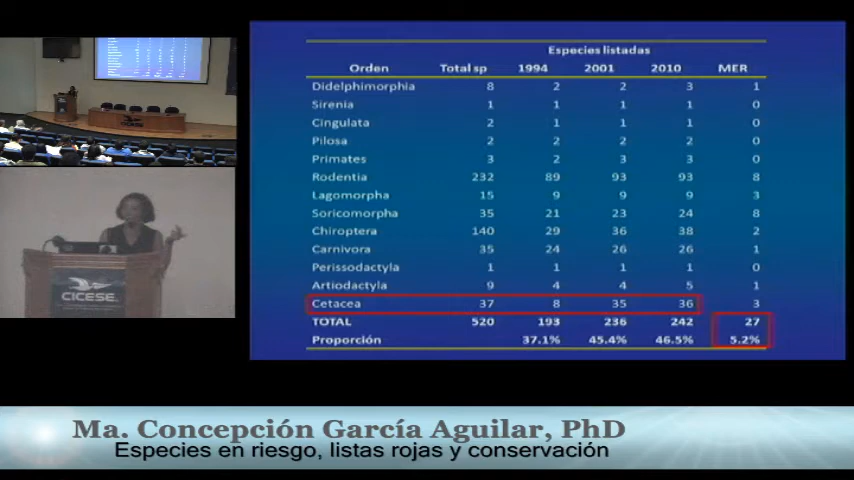 Especies listadas
Orden Total sp 1994 2001 2010 MER
Didelphimorphia 8 2 2 3 1
Sirenia 1 1 1 1 0
Cingulata 2 1 1 1 0
Pilosa 2 2 2 2 0
Primates 3 2 3 3 0
Rodentia 232 89 93 93 8
Lagomorpha 15 9 9 9 3
Soricomorpha 35 21 23 24 8
Chiroptera 140 29 36 38 2
Carnivora 35 24 26 26 1
Perissodactyla 1 1 1 1 0
Artiodactyla 9 4 4 5 1
Cetacea 37 8 35 36 3
TOTAL 520 193 236 242 27
Proporción 37.1% 45.4% 46.5% 5.2%
CICESE
Ma. Concepción García Aguilar, PhD
Especies en riesgo, listas rojas y conservación